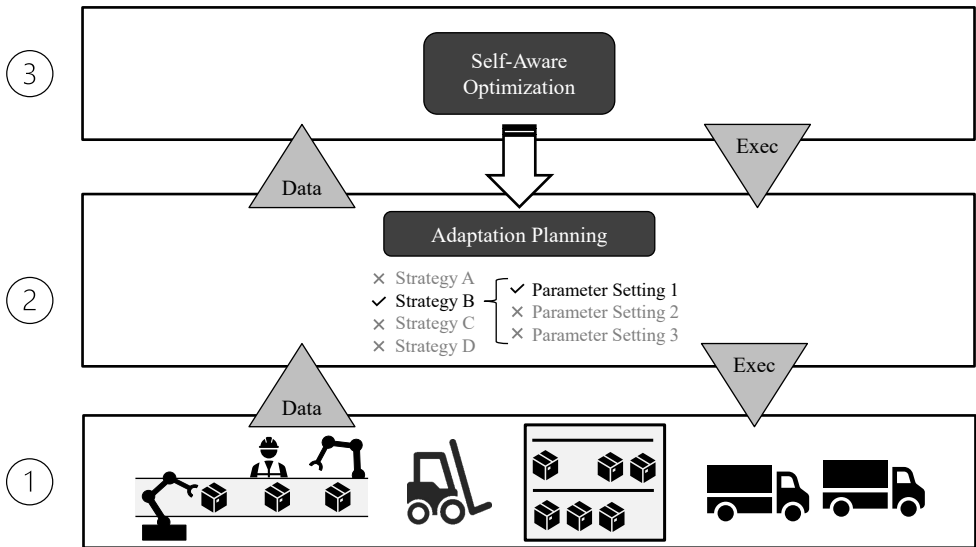 3
Self-Aware
Optimization
Data
Exec
2
Adaptation Planning
Strategy A
Strategy B
Strategy C
Strategy D
Parameter Setting 1
Parameter Setting 2
Parameter Setting 3
Data
Exec
1